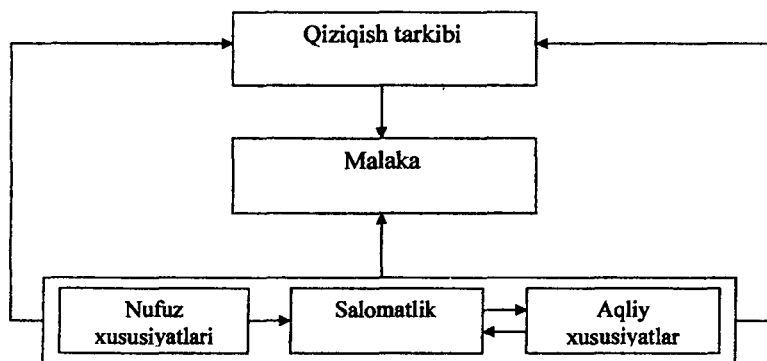 Qiziqish tarkibi
Malaka
Nufuz
xususiyatlari
Salomatlik
Aqliy
xususiyatlar